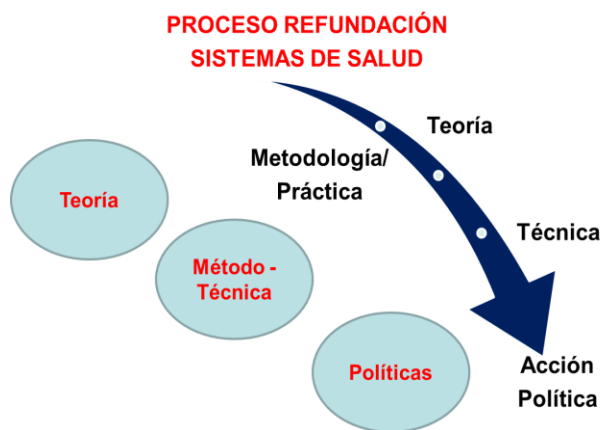 PROCESO REFUNDACIÓN
SISTEMAS DE SALUD
Teoría
Metodología/
Práctica
Teoría
Técnica
Método -
Técnica
Políticas
Acción
Política